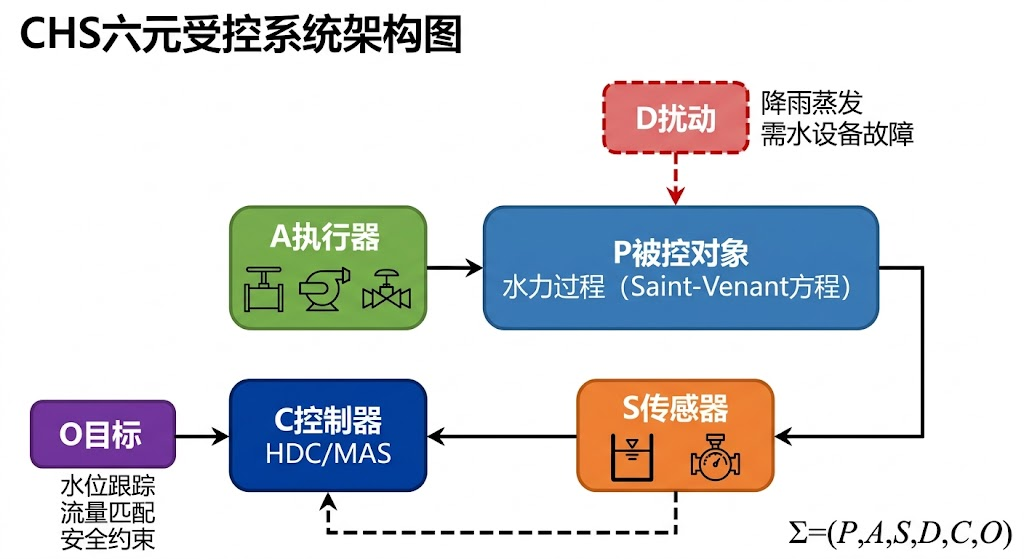 CHS六元受控系统架构图
D扰动
降雨蒸发
需水设备故障
A执行器
P被控对象
水力过程（Saint-Venant方程）
O目标
水位跟踪
流量匹配
安全约束
C控制器
HDC/MAS
S传感器
Σ=(P,A,S,D,C,O)